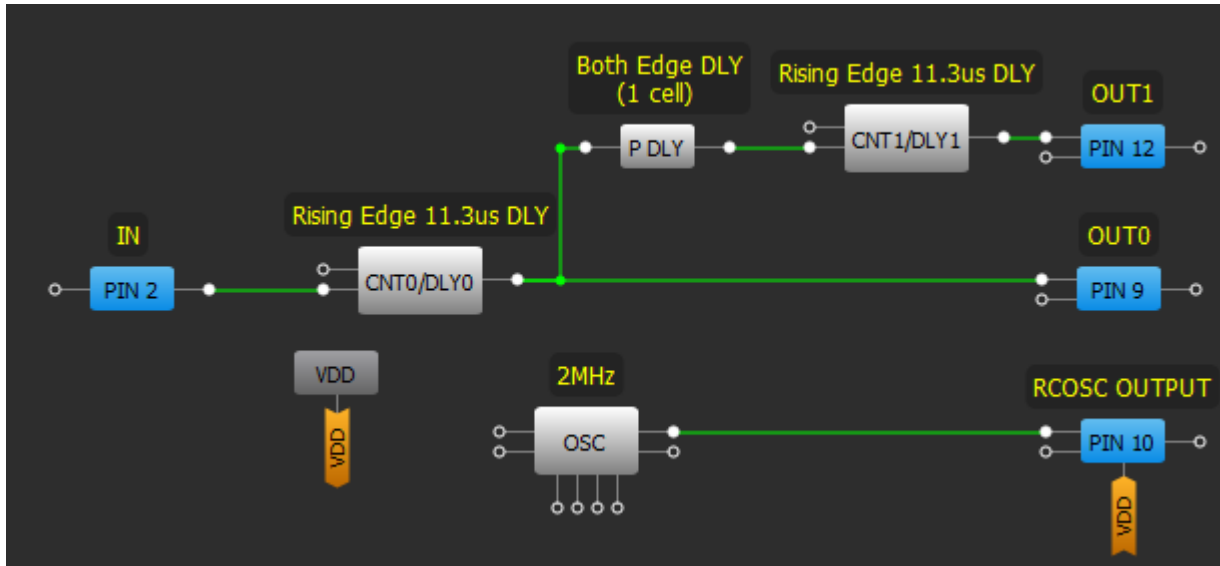 Both Edge DLY
(1 cell)
Rising Edge 11.3us DLY
OUT1
P DLY
CNT1/DLY1
PIN 12
Rising Edge 11.3us DLY
IN
OUT0
PIN 2
CNT0/DLY0
PIN 9
VDD
2MHz
RCOSC OUTPUT
VDD
OSC
PIN 10
VDD